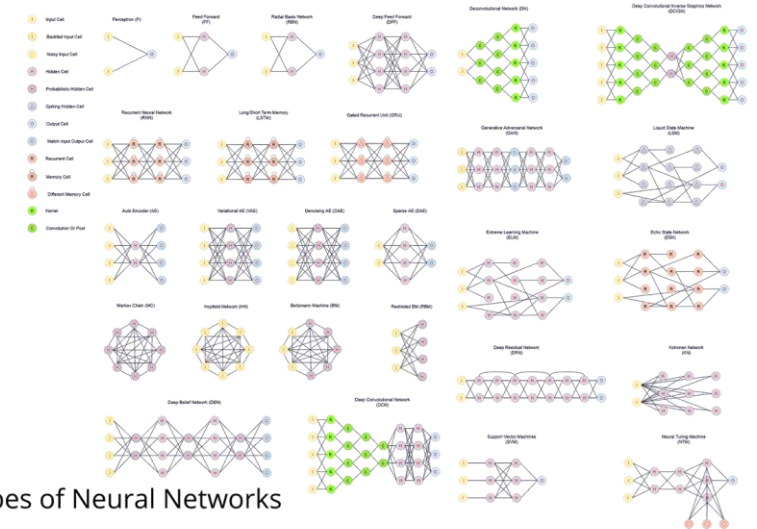 Input Cell
Backfed Input Cell
Noisy Input Cell
Hidden Cell
Probablistic Hidden Cell
Spiking Hidden Cell
Output Cell
Match Input Output Cell
Recurrent Cell
Memory Cell
Different Memory Cell
Kernel
Convolution Or Pool
Perceptron (P)
Feed Forward
(FF)
Radial Basis Network
(RBN)
Deep Feed Forward
(DFF)
Recurrent Neural Network
(RNN)
Long/Short Term Memory
(LSTM)
Gated Recurrent Unit (GRU)
Auto Encoder (AE)
Variational AE (VAE)
Denoising AE (DAE)
Sparse AE (SAE)
Markov Chain (MC)
Hopfield Network (HN)
Boltzmann Machine (BM)
Restricted BM (RBM)
Deep Belief Network (DBN)
Deep Convolutional Network
(DCN)
Deconvolutional Network (DN)
Deep Convolutional Inverse Graphics Network
(DCIGN)
Generative Adversarial Network
(GAN)
Liquid State Machine
(LSM)
Extreme Learning Machine
(ELM)
Echo State Network
(ESN)
Deep Residual Network
(DRN)
Kohonen Network
(KN)
Support Vector Machines
(SVM)
Neural Turing Machine
(NTM)
pes of Neural Networks